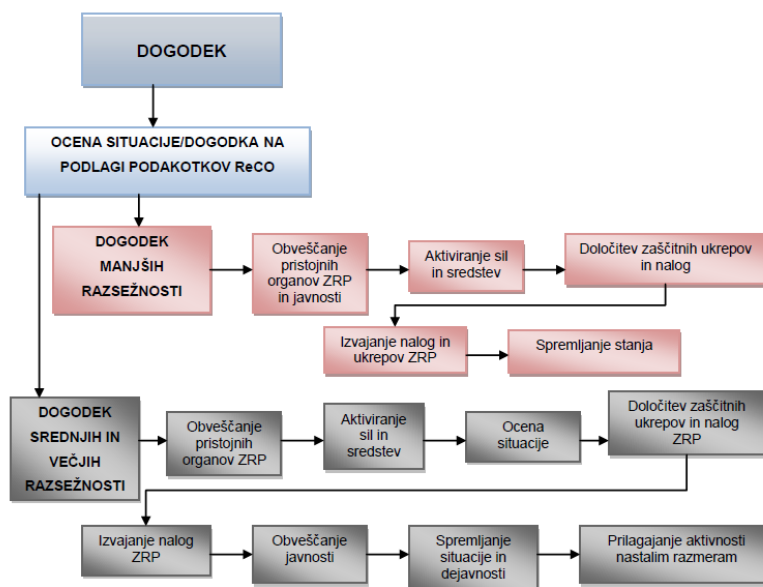 DOGODEK
OCENA SITUACIJE/DOGODKA NA
PODLAGI PODAKOTKOV ReCO
DOGODEK
MANJŠIH
RAZSEŽNOSTI
Obveščanje
pristojnih
organov ZRP
in javnosti
Aktiviranje sil
in sredstev
Določitev zaščitnih ukrepov
in nalog
Izvajanje nalog in
ukrepov ZRP
Spremljanje stanja
DOGODEK
SREDNJIH IN
VEČJIH
RAZSEŽNOSTI
Obveščanje
pristojnih
organov ZRP
Aktiviranje
sil in
sredstev
Ocena
situacije
Določitev zaščitnih
ukrepov in nalog
ZRP
Izvajanje nalog
ZRP
Obveščanje
javnosti
Spremljanje
situacije in
dejavnosti
Prilagajanje aktivnosti
nastalim razmeram